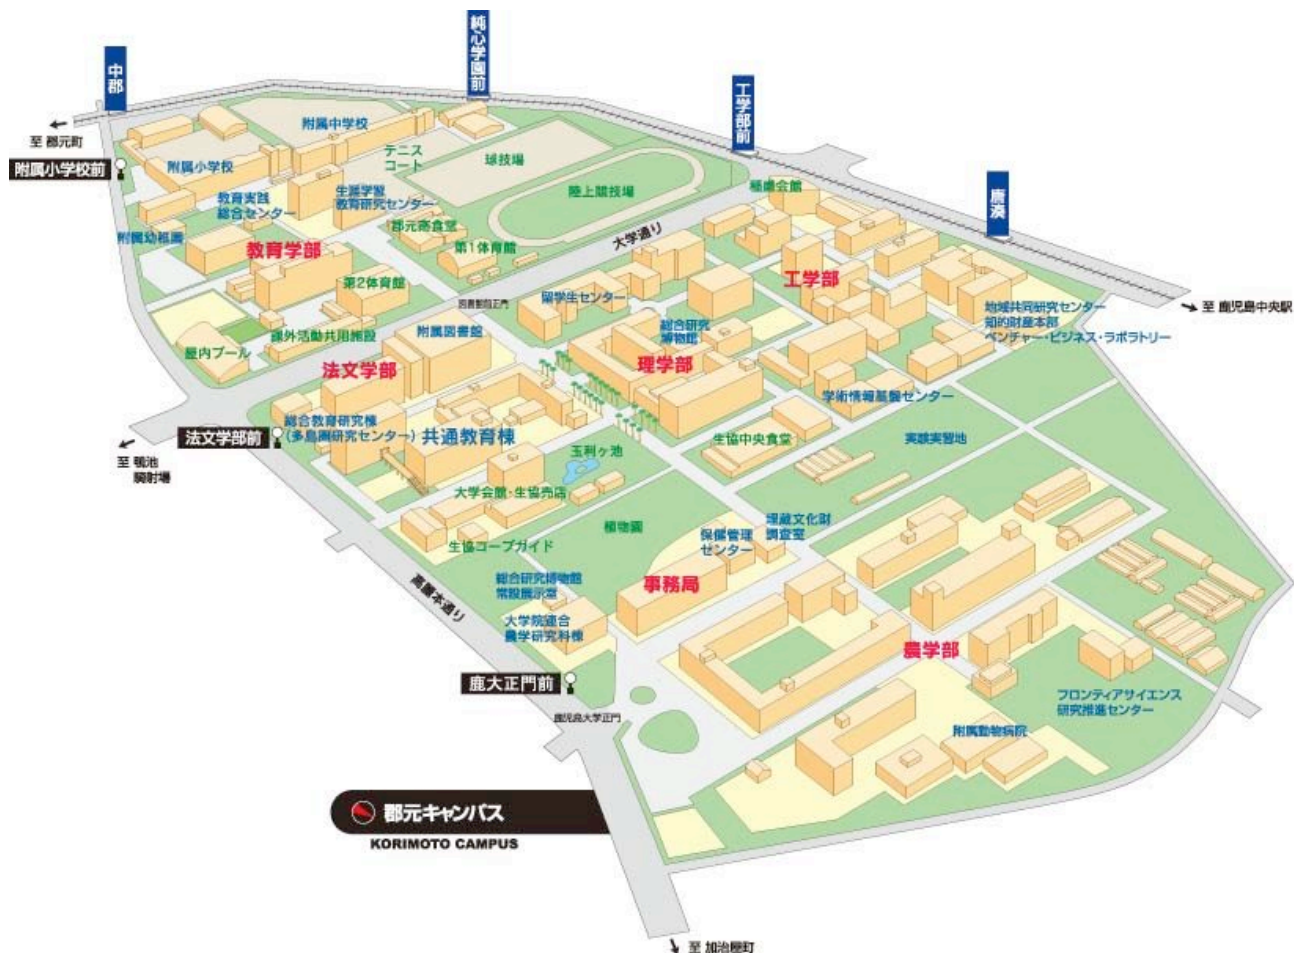 純心学園前
中郡
工学部前
唐湊
至 郡元町
附属小学校前
附属中学校
附属小学校
テニス
コート
球技場
陸上競技場
稲盛会館
教育実践
総合センター
生涯学習
教育研究センター
附属幼稚園
教育学部
郡元寄食堂
第1体育館
大学通り
工学部
第2体育館
図書館前正門
留学生センター
総合研究
博物館
地域共同研究センター
知的財産本部
ベンチャー・ビジネス・ラボラトリー
至 鹿児島中央駅
屋内プール
課外活動共用施設
附属図書館
法文学部
理学部
学術情報基盤センター
法文学部前
総合教育研究棟
(多島圏研究センター)
共通教育棟
生協中央食堂
実験実習地
至 鴨池
騎射場
玉利ヶ池
大学会館・生協売店
植物園
埋蔵文化財
調査室
保健管理
センター
生協コープガイド
高麗本通り
総合研究博物館
常設展示室
事務局
大学院連合
農学研究科棟
農学部
鹿大正門前
鹿児島大学正門
フロンティアサイエンス
研究推進センター
附属動物病院
郡元キャンパス
KORIMOTO CAMPUS
至 加治屋町